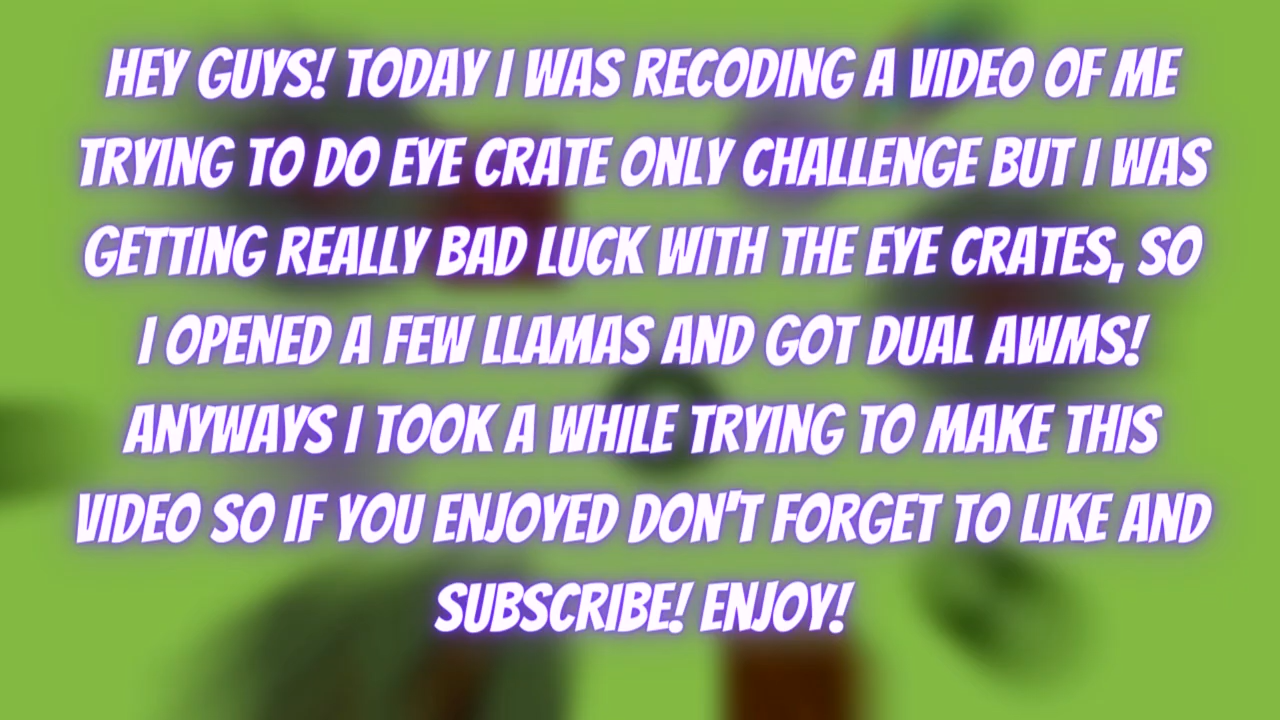 HEY GUYS! TODAY I WAS RECODING A VIDEO OF ME
TRYING TO DO EYE CRATE ONLY CHALLENGE BUT I WAS
GETTING REALLY BAD LUCK WITH THE EYE CRATES, SO
I OPENED A FEW LLAMAS AND GOT DUAL AWMS!
ANYWAYS I TOOK A WHILE TRYING TO MAKE THIS
VIDEO SO IF YOU ENJOYED DON'T FORGET TO LIKE AND
SUBSCRIBE! ENJOY!